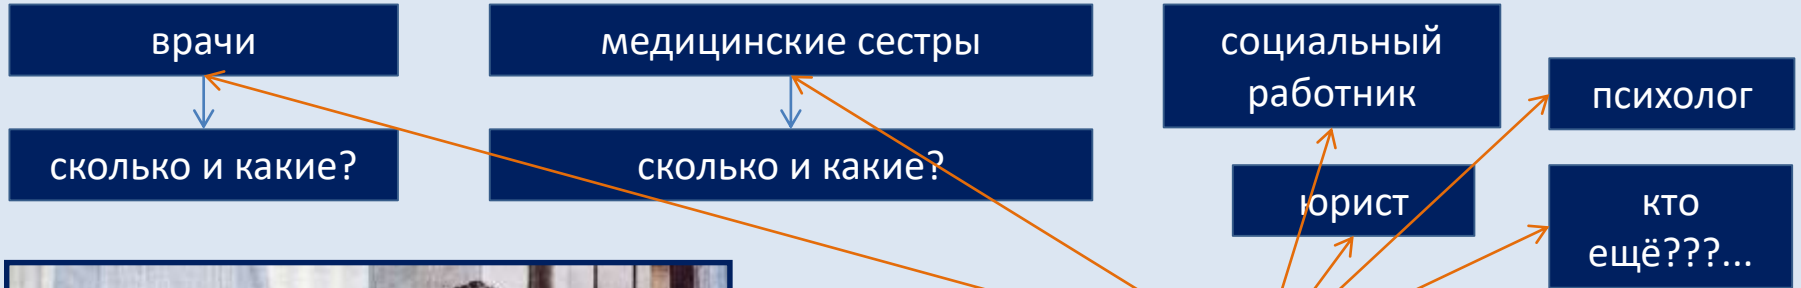 врачи
медицинские сестры
социальный
работник
психолог
сколько и какие?
сколько и какие?
юрист
кто
ещё???...